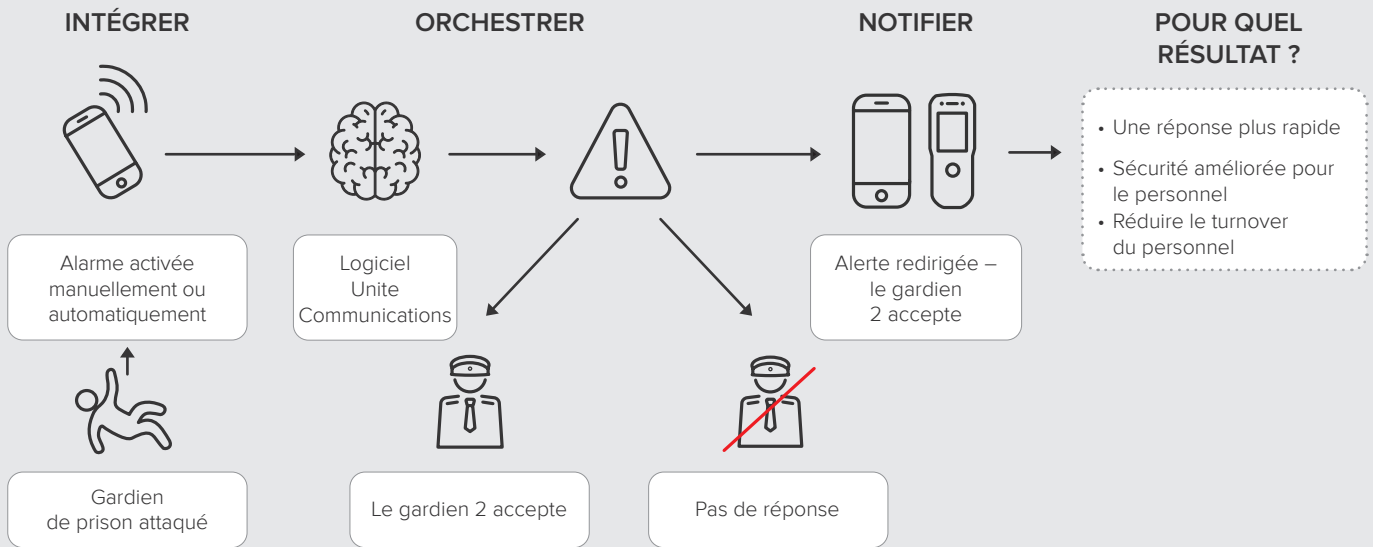 INTÉGRER
ORCHESTRER
NOTIFIER
POUR QUEL
RÉSULTAT ?
• Une réponse plus rapide
• Sécurité améliorée pour
le personnel
• Réduire le turnover
du personnel
Alarme activée
manuellement ou
automatiquement
Logiciel
Unite
Communications
Alerte redirigée –
le gardien
2 accepte
Gardien
de prison attaqué
Le gardien 2 accepte
Pas de réponse